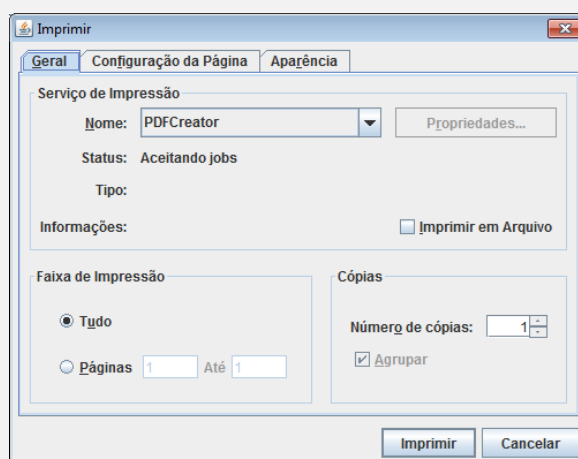 Imprimir
Geral Configuração da Página Aparência
Serviço de Impressão
Nome: PDFCreator Propriedades...
Status: Aceitando jobs
Tipo:
Informações: Imprimir em Arquivo
Faixa de Impressão Cópias
Tudo
Número de cópias: 1
Páginas 1 Até 1
Agrupar
Imprimir Cancelar